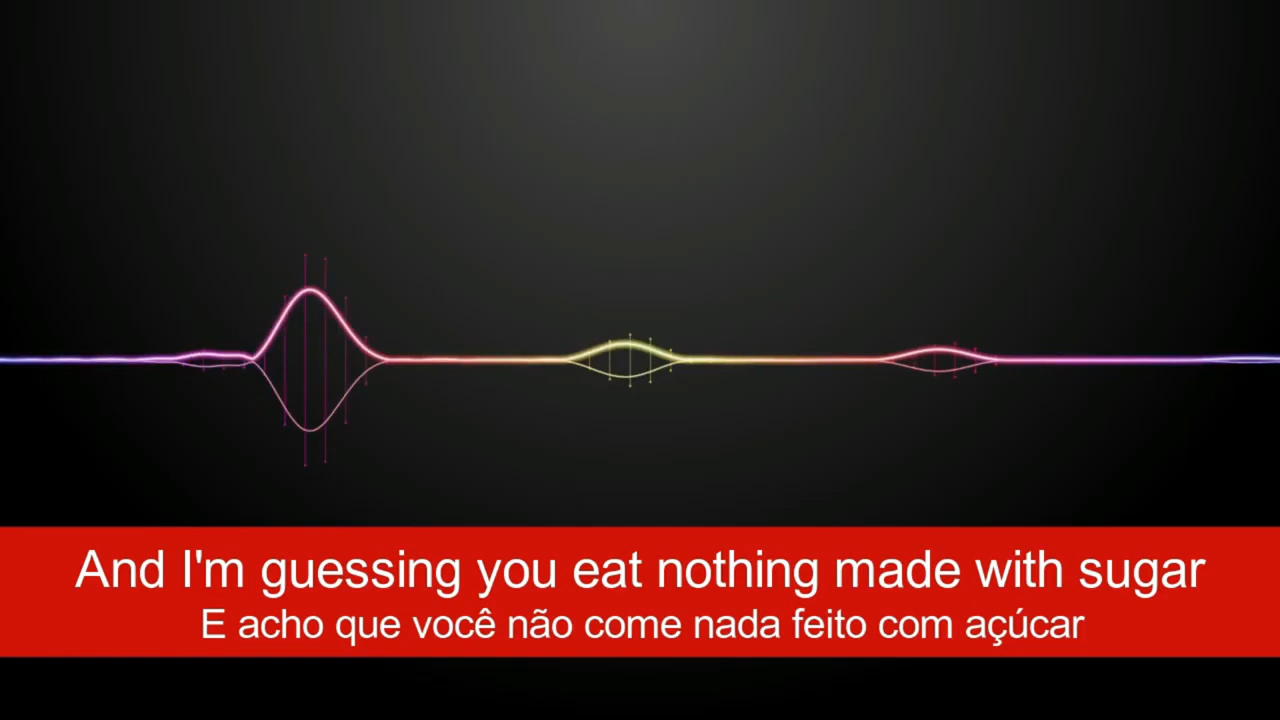 And I'm guessing you eat nothing made with sugar
E acho que você não come nada feito com açúcar